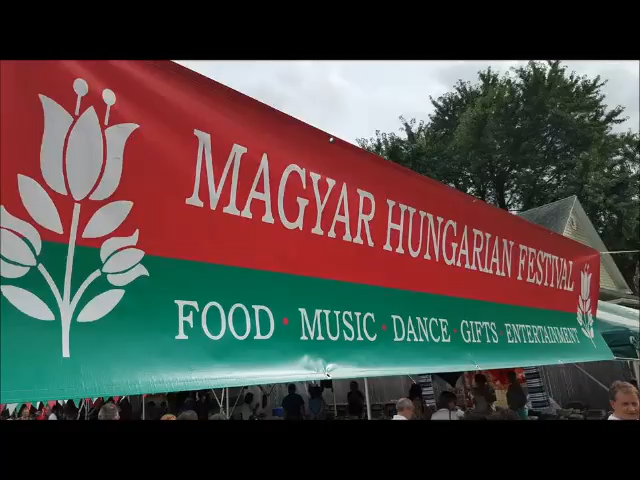 MAGYAR HUNGARIAN FESTIVAL
FOOD • MUSIC • DANCE • GIFTS ENTERTAINMENT